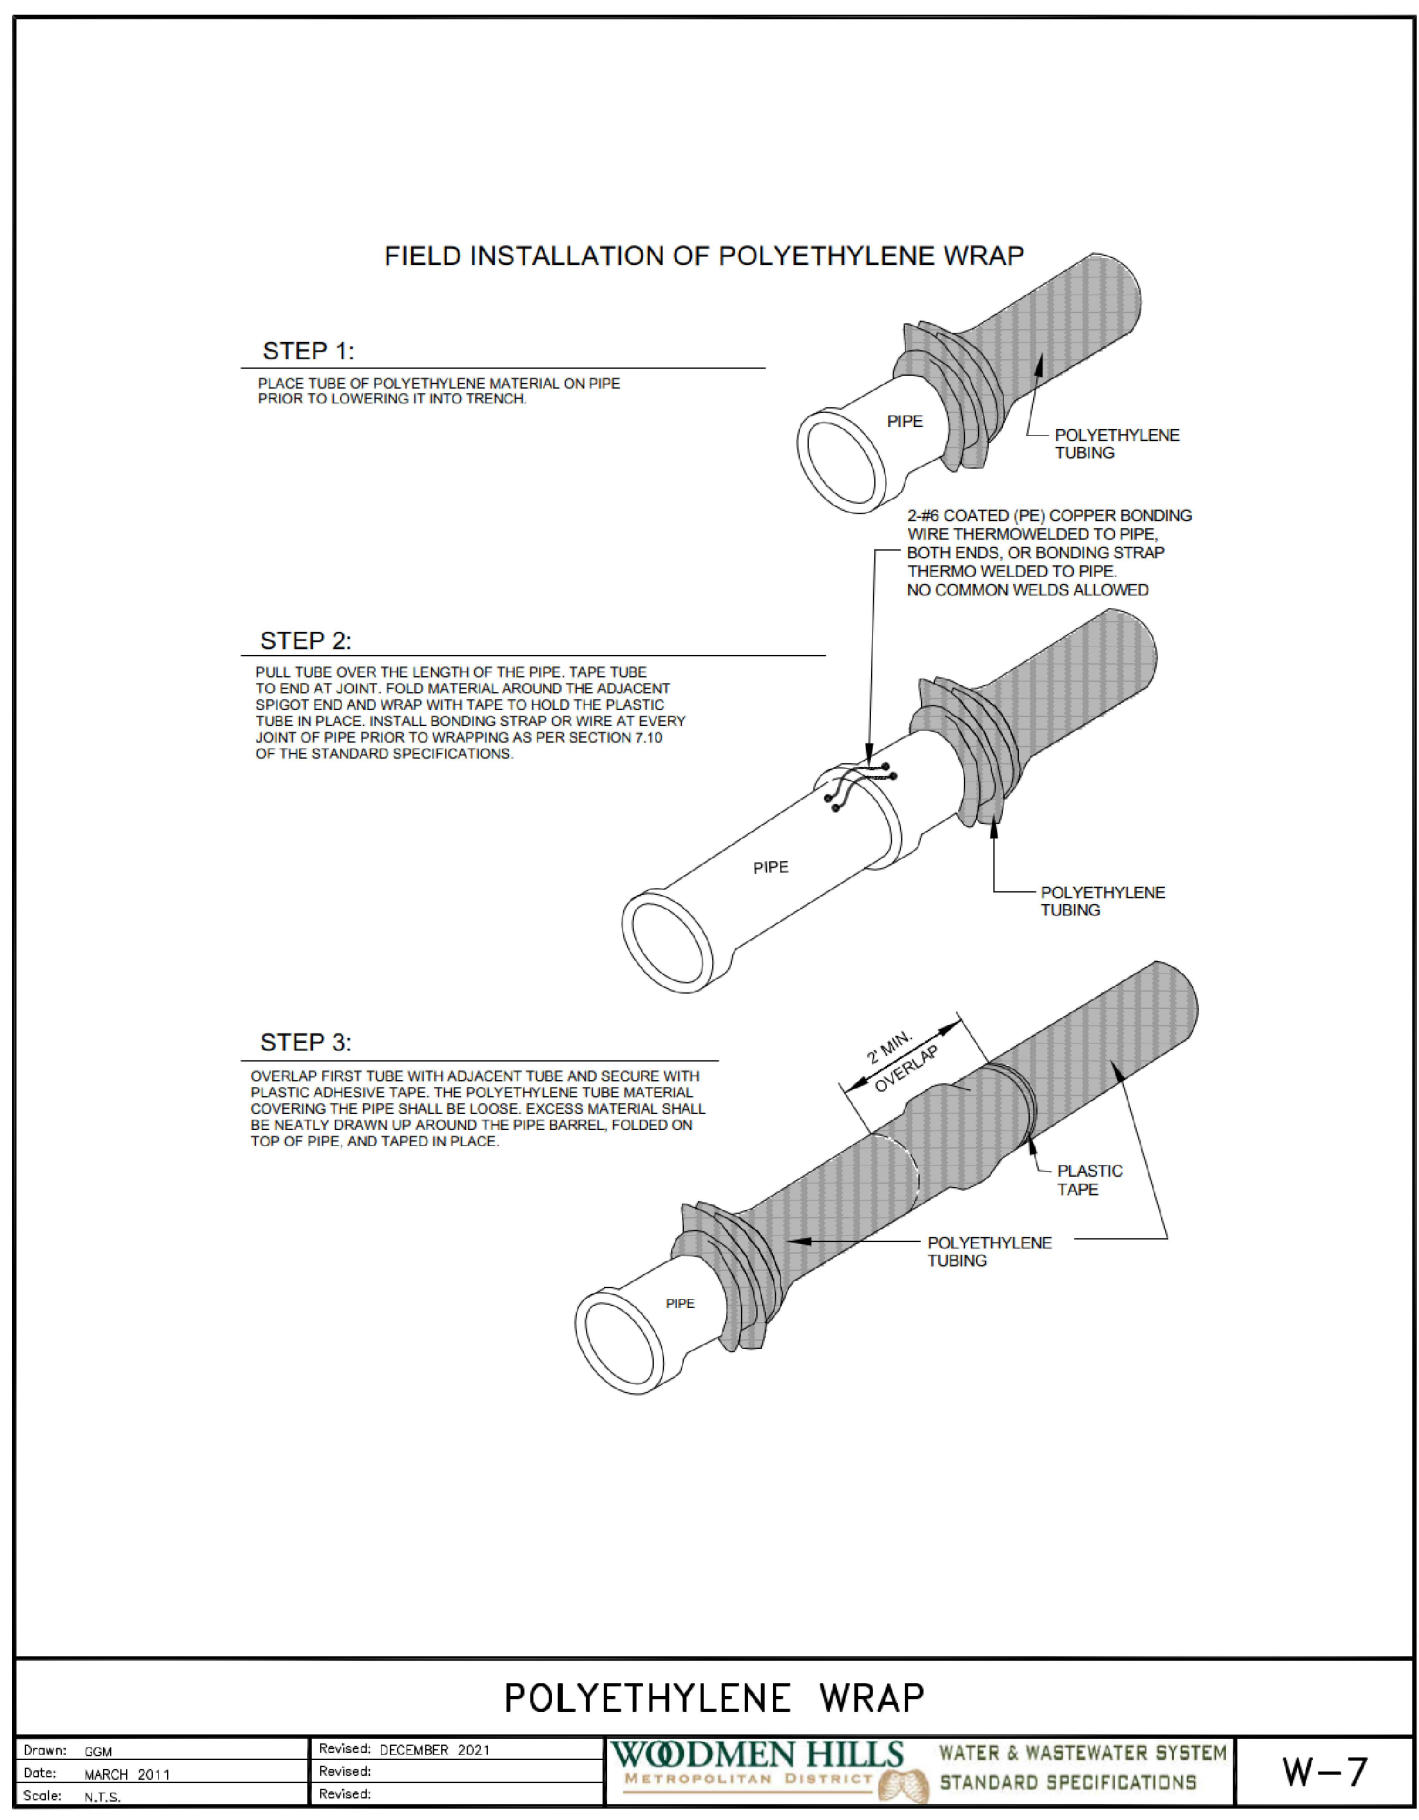 FIELD INSTALLATION OF POLYETHYLENE WRAP
STEP 1:
PLACE TUBE OF POLYETHYLENE MATERIAL ON PIPE
PRIOR TO LOWERING IT INTO TRENCH.
PIPE
POLYETHYLENE
TUBING
2-#6 COATED (PE) COPPER BONDING
WIRE THERMOWELDED TO PIPE,
BOTH ENDS, OR BONDING STRAP
THERMO WELDED TO PIPE.
NO COMMON WELDS ALLOWED
STEP 2:
PULL TUBE OVER THE LENGTH OF THE PIPE. TAPE TUBE
TO END AT JOINT. FOLD MATERIAL AROUND THE ADJACENT
SPIGOT END AND WRAP WITH TAPE TO HOLD THE PLASTIC
TUBE IN PLACE. INSTALL BONDING STRAP OR WIRE AT EVERY
JOINT OF PIPE PRIOR TO WRAPPING AS PER SECTION 7.10
OF THE STANDARD SPECIFICATIONS.
PIPE
POLYETHYLENE
TUBING
STEP 3:
OVERLAP FIRST TUBE WITH ADJACENT TUBE AND SECURE WITH
PLASTIC ADHESIVE TAPE. THE POLYETHYLENE TUBE MATERIAL
COVERING THE PIPE SHALL BE LOOSE. EXCESS MATERIAL SHALL
BE NEATLY DRAWN UP AROUND THE PIPE BARREL, FOLDED ON
TOP OF PIPE, AND TAPED IN PLACE.
2' MIN.
OVERLAP
PLASTIC
TAPE
POLYETHYLENE
TUBING
PIPE
POLYETHYLENE WRAP
Drawn: GGM
Date: MARCH 2011
Scale: N.T.S.
Revised: DECEMBER 2021
Revised:
Revised:
WOODMEN HILLS
METROPOLITAN DISTRICT
WATER & WASTEWATER SYSTEM
STANDARD SPECIFICATIONS
W-7